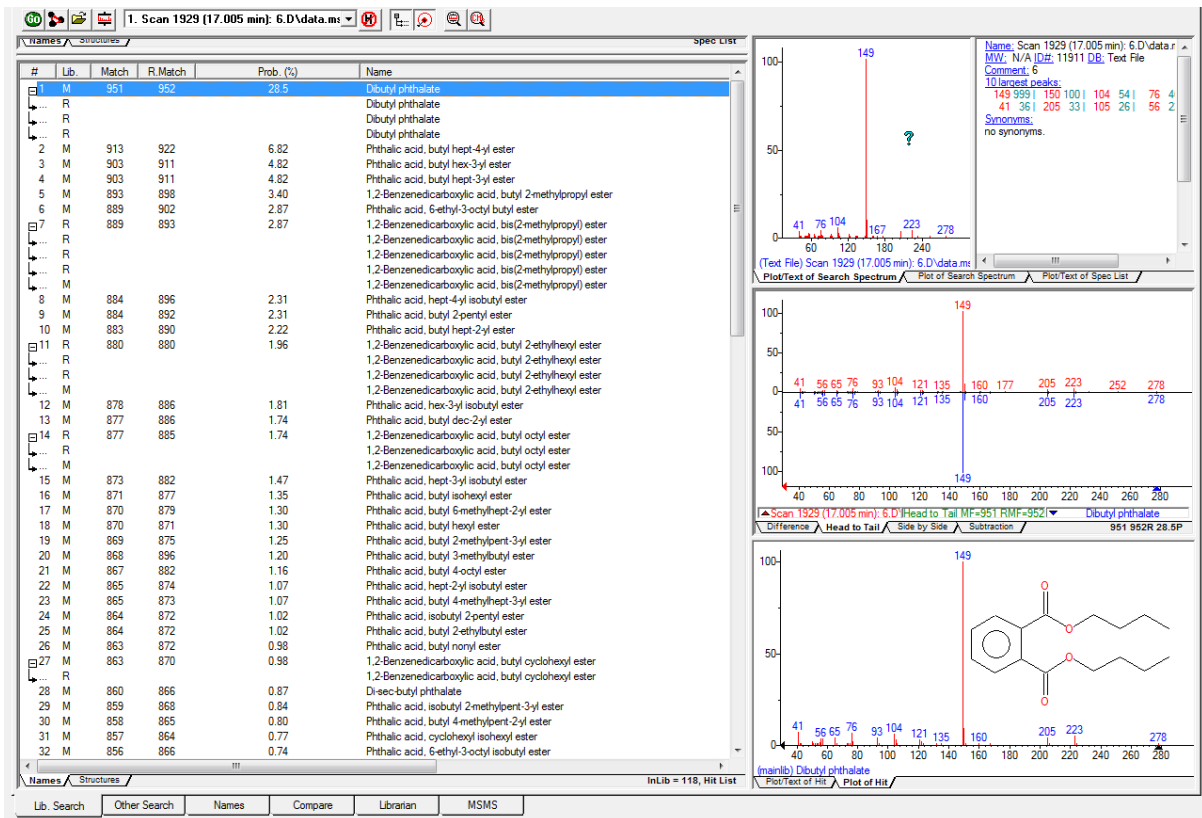 GO 1. Scan 1929 (17.005 min): 6.D\data.ms
Names Structures Spec List
# Lib. Match R.Match Prob. (%) Name
1 M 951 952 28.5 Dibutyl phthalate
... R Dibutyl phthalate
... R Dibutyl phthalate
... R Dibutyl phthalate
2 M 913 922 6.82 Phthalic acid, butyl hept-4-yl ester
3 M 903 911 4.82 Phthalic acid, butyl hex-3-yl ester
4 M 903 911 4.82 Phthalic acid, butyl hept-3-yl ester
5 M 893 898 3.40 1,2-Benzenedicarboxylic acid, butyl 2-methylpropyl ester
6 M 889 902 2.87 Phthalic acid, 6-ethyl-3-octyl butyl ester
7 R 889 893 2.87 1,2-Benzenedicarboxylic acid, bis(2-methylpropyl) ester
... R 1,2-Benzenedicarboxylic acid, bis(2-methylpropyl) ester
... R 1,2-Benzenedicarboxylic acid, bis(2-methylpropyl) ester
... R 1,2-Benzenedicarboxylic acid, bis(2-methylpropyl) ester
... M 1,2-Benzenedicarboxylic acid, bis(2-methylpropyl) ester
8 M 884 896 2.31 Phthalic acid, hept-4-yl isobutyl ester
9 M 884 892 2.31 Phthalic acid, butyl 2-pentyl ester
10 M 883 890 2.22 Phthalic acid, butyl hept-2-yl ester
11 R 880 880 1.96 1,2-Benzenedicarboxylic acid, butyl 2-ethylhexyl ester
... R 1,2-Benzenedicarboxylic acid, butyl 2-ethylhexyl ester
... R 1,2-Benzenedicarboxylic acid, butyl 2-ethylhexyl ester
... M 1,2-Benzenedicarboxylic acid, butyl 2-ethylhexyl ester
12 M 878 886 1.81 Phthalic acid, hex-3-yl isobutyl ester
13 M 877 886 1.74 Phthalic acid, butyl dec-2-yl ester
14 R 877 885 1.74 1,2-Benzenedicarboxylic acid, butyl octyl ester
... R 1,2-Benzenedicarboxylic acid, butyl octyl ester
... M 1,2-Benzenedicarboxylic acid, butyl octyl ester
15 M 873 882 1.47 Phthalic acid, hept-3-yl isobutyl ester
16 M 871 877 1.35 Phthalic acid, butyl isohexyl ester
17 M 870 879 1.30 Phthalic acid, butyl 6-methylhept-2-yl ester
18 M 870 871 1.30 Phthalic acid, butyl hexyl ester
19 M 869 875 1.25 Phthalic acid, butyl 2-methylpent-3-yl ester
20 M 868 896 1.20 Phthalic acid, butyl 3-methylbutyl ester
21 M 867 882 1.16 Phthalic acid, butyl 4-octyl ester
22 M 865 874 1.07 Phthalic acid, hept-2-yl isobutyl ester
23 M 865 873 1.07 Phthalic acid, butyl 4-methylhept-3-yl ester
24 M 864 872 1.02 Phthalic acid, isobutyl 2-pentyl ester
25 M 864 872 1.02 Phthalic acid, butyl 2-ethylbutyl ester
26 M 863 872 0.98 Phthalic acid, butyl nonyl ester
27 M 863 870 0.98 1,2-Benzenedicarboxylic acid, butyl cyclohexyl ester
... R 1,2-Benzenedicarboxylic acid, butyl cyclohexyl ester
28 M 860 866 0.87 Di-sec-butyl phthalate
29 M 859 868 0.84 Phthalic acid, isobutyl 2-methylpent-3-yl ester
30 M 858 865 0.80 Phthalic acid, butyl 4-methylpent-2-yl ester
31 M 857 864 0.77 Phthalic acid, cyclohexyl isohexyl ester
32 M 856 866 0.74 Phthalic acid, 6-ethyl-3-octyl isobutyl ester
Names Structures InLib = 118, Hit List
Lib. Search Other Search Names Compare Librarian MSMS
149
100-
50-
?
41 76 104 167 223 278
0-
60 120 180 240
(Text File) Scan 1929 (17.005 min): 6.D\data.ms
Name: Scan 1929 (17.005 min): 6.D\data.r
MW: N/A ID#: 11911 DB: Text File
Comment: 6
10 largest peaks:
149 999 | 150 100 | 104 54 | 76 4
41 36 | 205 33 | 105 26 | 56 2
Synonyms:
no synonyms.
Plot/Text of Search Spectrum Plot of Search Spectrum Plot/Text of Spec List
149
100-
50-
41 56 65 76 93 104 121 135 160 177 205 223 252 278
0-
41 56 65 76 93 104 121 135 160 205 223 278
50-
100-
149
40 60 80 100 120 140 160 180 200 220 240 260 280
Scan 1929 (17.005 min): 6.D\ Head to Tail MF=951 RMF=952 Dibutyl phthalate
Difference Head to Tail Side by Side Subtraction 951 952R 28.5P
149
100-
50-
O
O
O
O
41 56 65 76 93 104 121 135 160 205 223 278
0-
40 60 80 100 120 140 160 180 200 220 240 260 280
(mainlib) Dibutyl phthalate
Plot/Text of Hit Plot of Hit